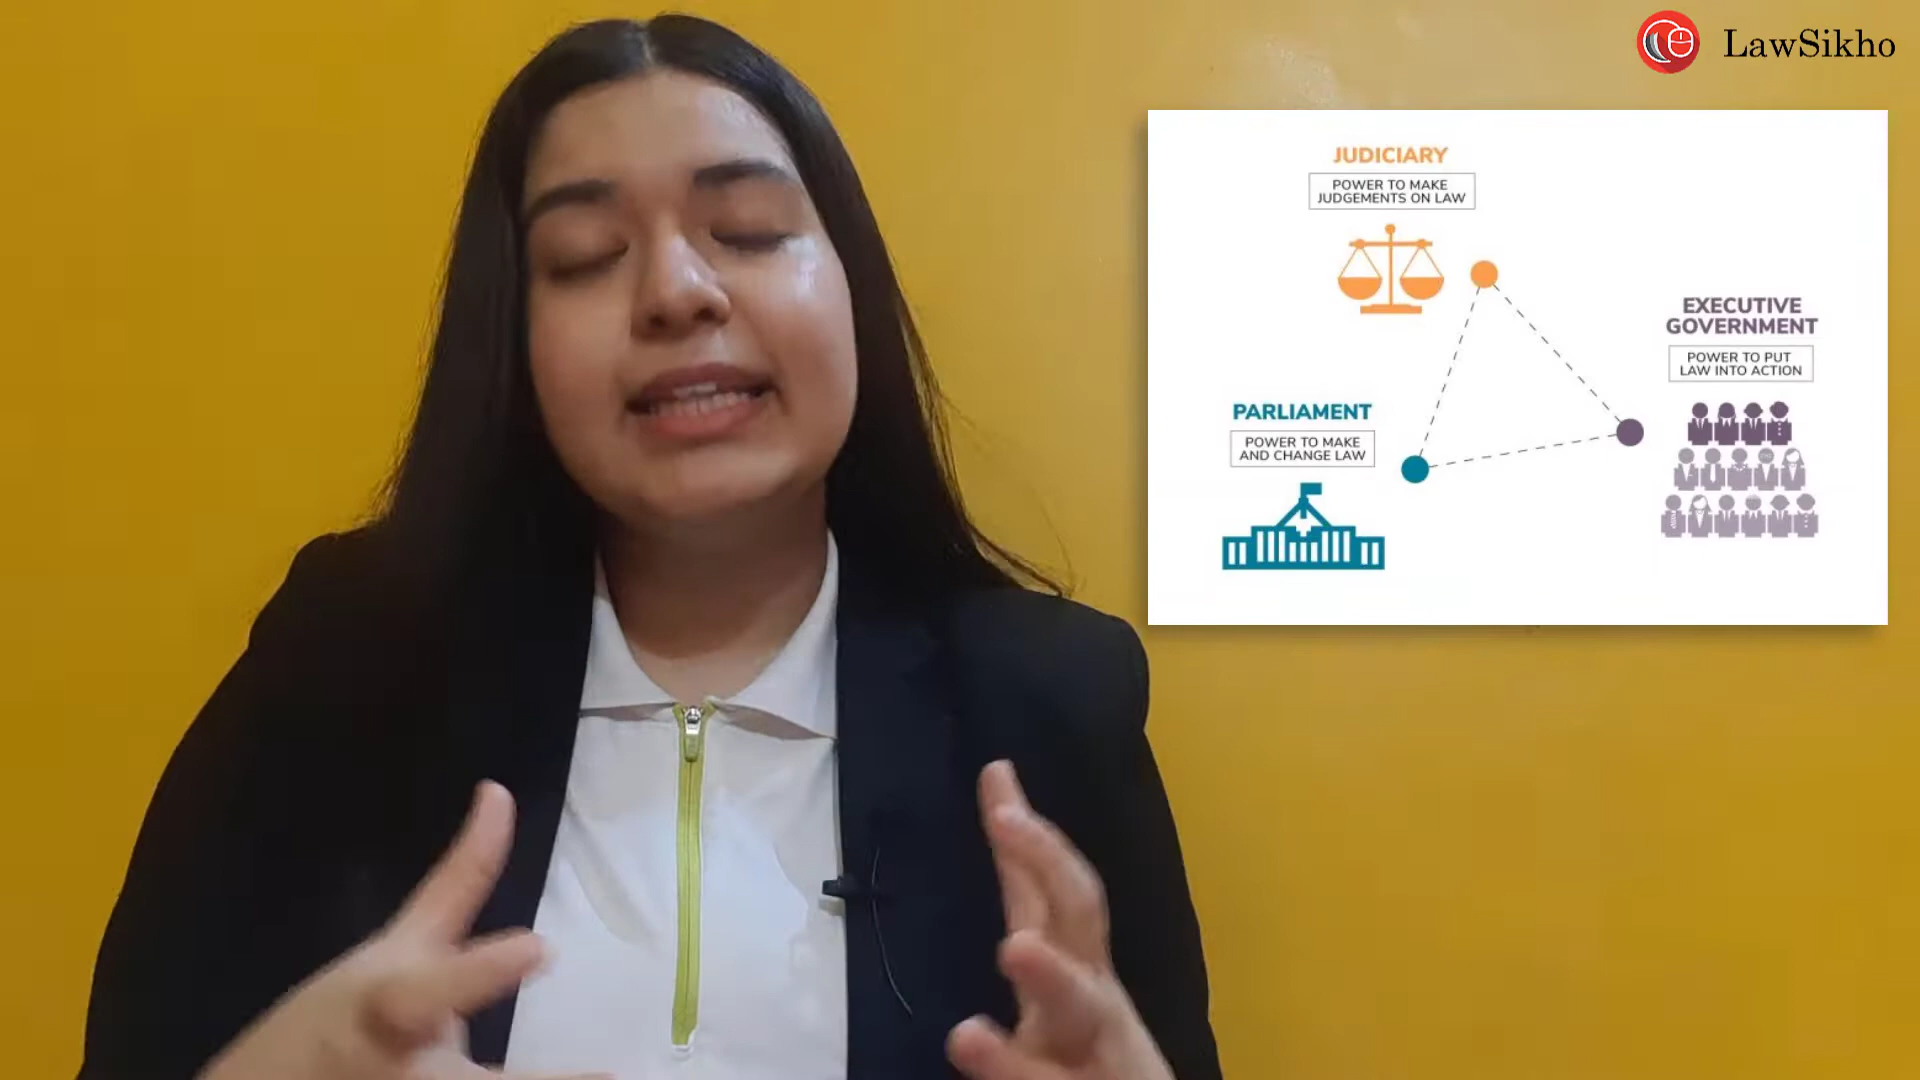 LawSikho
JUDICIARY
POWER TO MAKE
JUDGEMENTS ON LAW
EXECUTIVE
GOVERNMENT
POWER TO PUT
LAW INTO ACTION
PARLIAMENT
POWER TO MAKE
AND CHANGE LAW